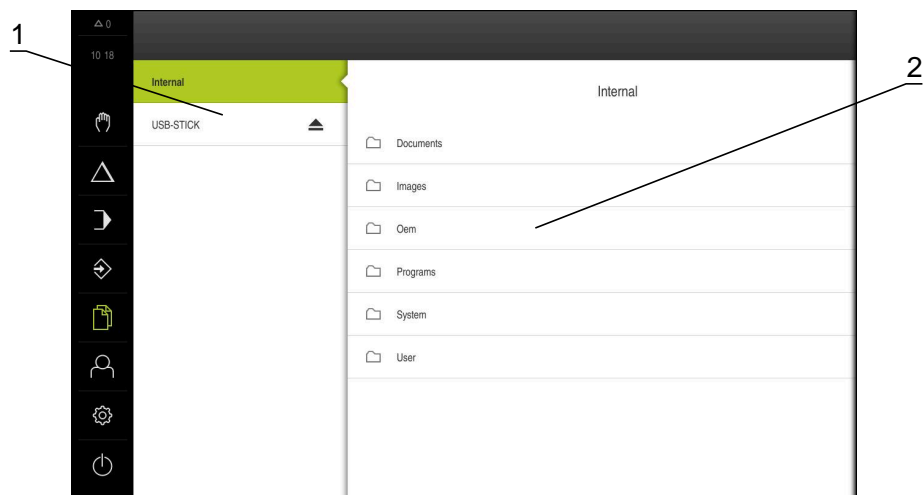 1
2
0
10 18
Internal
USB-STICK
Internal
Documents
Images
Oem
Programs
System
User